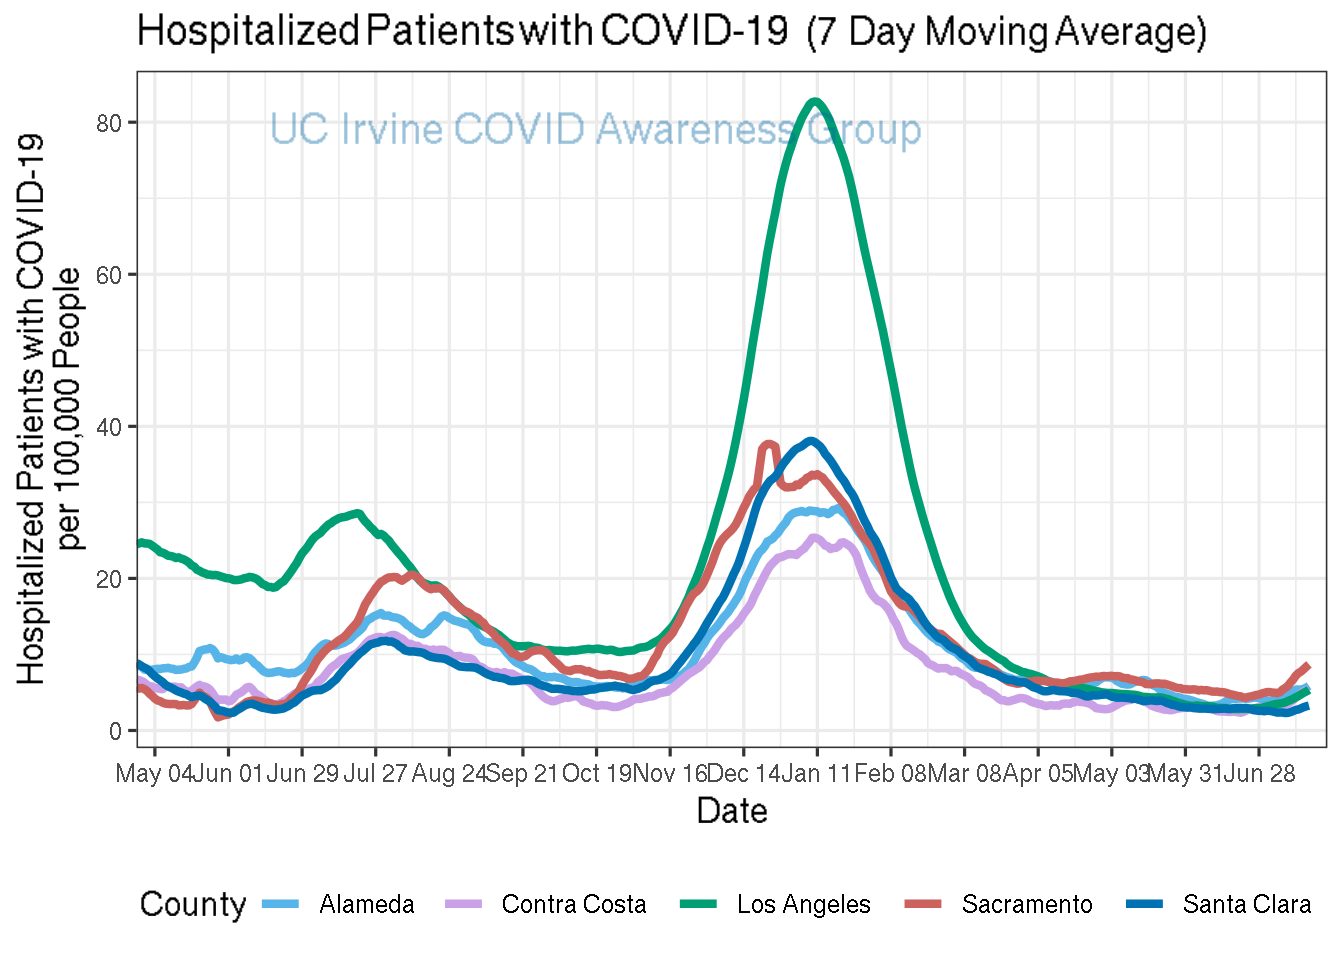 Hospitalized Patients with COVID-19 (7 Day Moving Average)
UC Irvine COVID Awareness Group
Hospitalized Patients with COVID-19
per 100,000 People
80
60
40
20
0
May 04 Jun 01 Jun 29 Jul 27 Aug 24 Sep 21 Oct 19 Nov 16 Dec 14 Jan 11 Feb 08 Mar 08 Apr 05 May 03 May 31 Jun 28
Date
County Alameda Contra Costa Los Angeles Sacramento Santa Clara